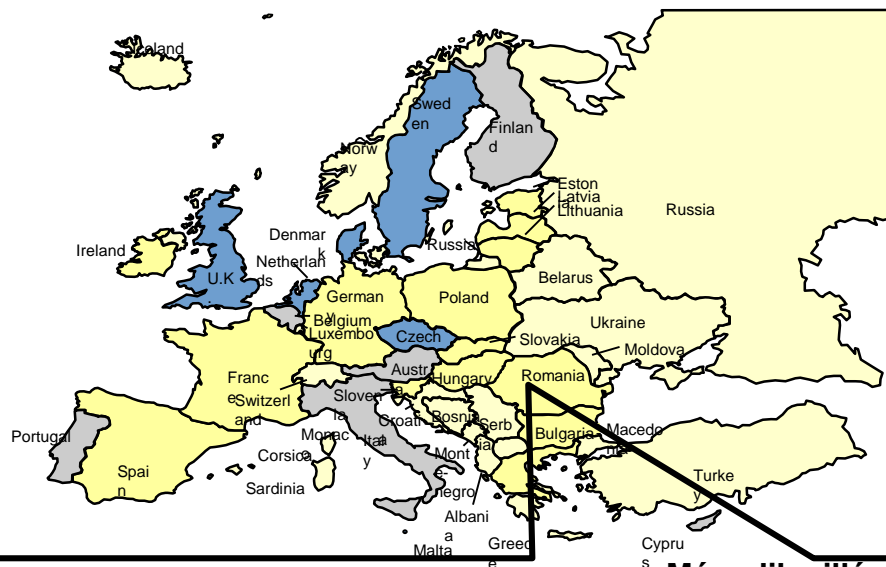 Iceland
Swed
en
Finlan
d
Norw
ay
Eston
ia
Latvia
Lithuania
Russia
Russia
Denmar
k
Ireland
Netherlan
ds
U.K
Belarus
German
y
Poland
Belgium
Luxembo
urg
Czech
Ukraine
Slovakia
Moldova
Austr
ia
Franc
e
Switzerl
and
Hungary
Romania
Sloven
ia
Croati
a
Bosnia
Serb
ia
Bulgaria
Macedo
nia
Portugal
Monac
o
Ital
y
Corsica
Mont
e-
negro
Spai
n
Sardinia
Turke
y
Albani
a
Malta
Greec
e
Cypru
s